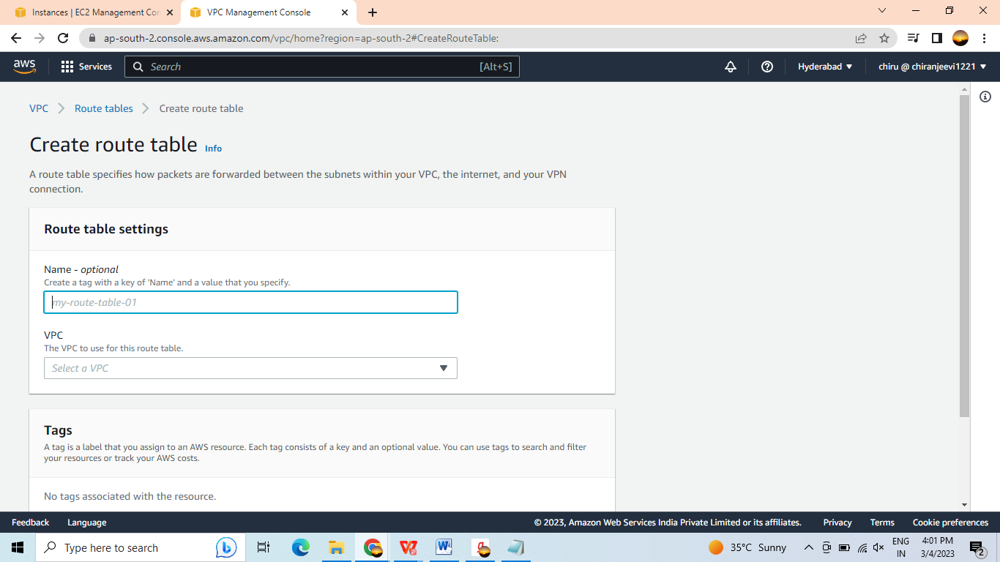 Instances | EC2 Management Con
VPC Management Console
ap-south-2.console.aws.amazon.com/vpc/home?region=ap-south-2#CreateRouteTable:
aws
Services
Search
[Alt+S]
Hyderabad
chiru @ chiranjeevi1221
VPC
Route tables
Create route table
Create route table Info
A route table specifies how packets are forwarded between the subnets within your VPC, the internet, and your VPN
connection.
Route table settings
Name - optional
Create a tag with a key of 'Name' and a value that you specify.
my-route-table-01
VPC
The VPC to use for this route table.
Select a VPC
Tags
A tag is a label that you assign to an AWS resource. Each tag consists of a key and an optional value. You can use tags to search and filter
your resources or track your AWS costs.
No tags associated with the resource.
Feedback
Language
© 2023, Amazon Web Services India Private Limited or its affiliates.
Privacy
Terms
Cookie preferences
Type here to search
35°C Sunny
ENG
IN
4:01 PM
3/4/2023
2